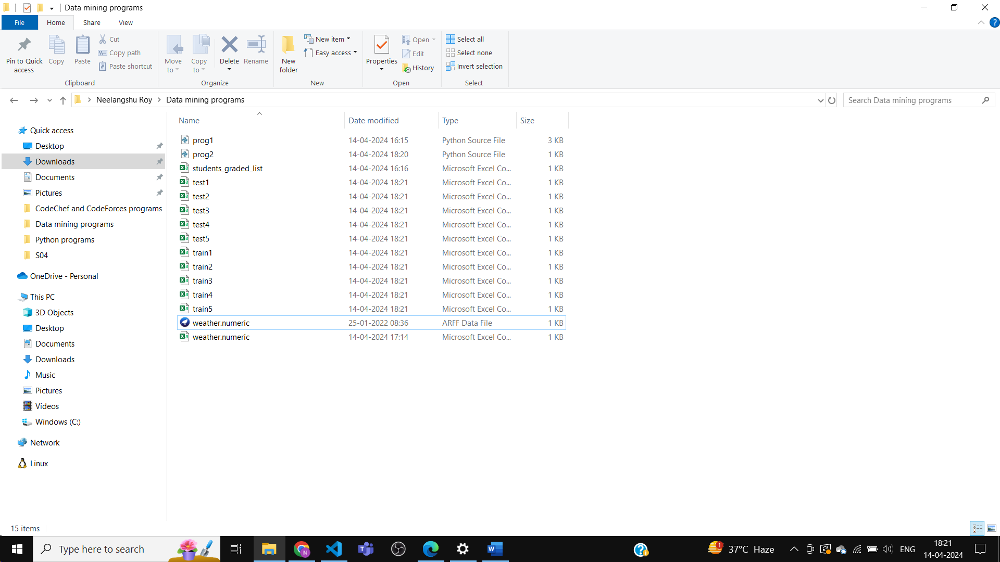 Data mining programs
File
Home
Share
View
Pin to Quick access
Copy
Paste
Cut
Copy path
Paste shortcut
Clipboard
Move to
Copy to
Delete
Rename
Organize
New folder
New item
Easy access
New
Properties
Open
Edit
History
Open
Select all
Select none
Invert selection
Select
Neelangshu Roy > Data mining programs
Search Data mining programs
Quick access
Desktop
Downloads
Documents
Pictures
CodeChef and CodeForces programs
Data mining programs
Python programs
S04
OneDrive - Personal
This PC
3D Objects
Desktop
Documents
Downloads
Music
Pictures
Videos
Windows (C:)
Network
Linux
Name Date modified Type Size
prog1 14-04-2024 16:15 Python Source File 3 KB
prog2 14-04-2024 18:20 Python Source File 1 KB
students_graded_list 14-04-2024 16:16 Microsoft Excel Co... 1 KB
test1 14-04-2024 18:21 Microsoft Excel Co... 1 KB
test2 14-04-2024 18:21 Microsoft Excel Co... 1 KB
test3 14-04-2024 18:21 Microsoft Excel Co... 1 KB
test4 14-04-2024 18:21 Microsoft Excel Co... 1 KB
test5 14-04-2024 18:21 Microsoft Excel Co... 1 KB
train1 14-04-2024 18:21 Microsoft Excel Co... 1 KB
train2 14-04-2024 18:21 Microsoft Excel Co... 1 KB
train3 14-04-2024 18:21 Microsoft Excel Co... 1 KB
train4 14-04-2024 18:21 Microsoft Excel Co... 1 KB
train5 14-04-2024 18:21 Microsoft Excel Co... 1 KB
weather.numeric 25-01-2022 08:36 ARFF Data File 1 KB
weather.numeric 14-04-2024 17:14 Microsoft Excel Co... 1 KB
15 items
Type here to search
37°C Haze
ENG
18:21
14-04-2024